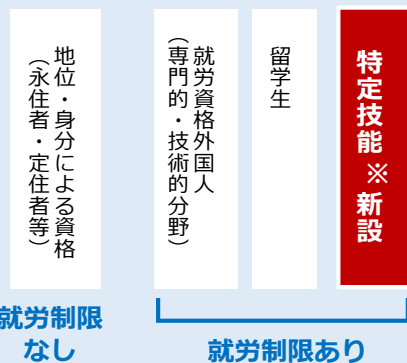 地位・身分による資格
（永住者・定住者等）
就労資格外国人
（専門的・技術的分野）
留学生
特定技能 ※ 新設
就労制限
なし
就労制限あり